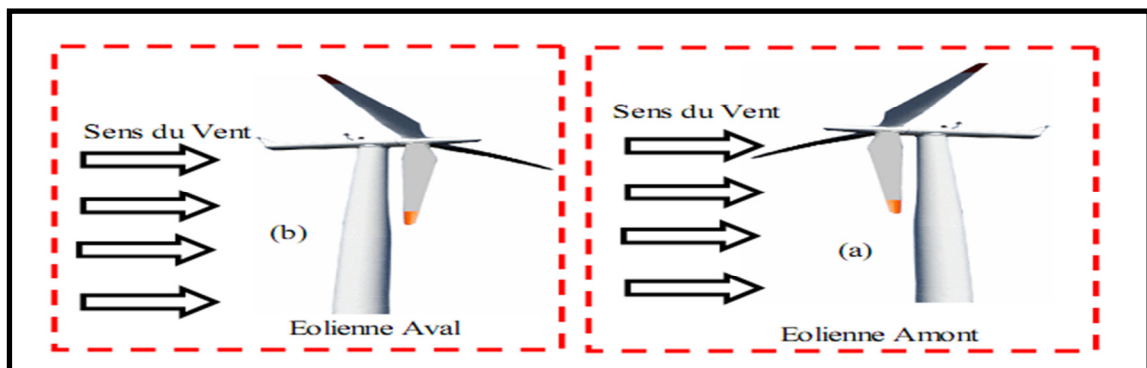 Sens du Vent
(b)
Eolienne Aval
Sens du Vent
(a)
Eolienne Amont